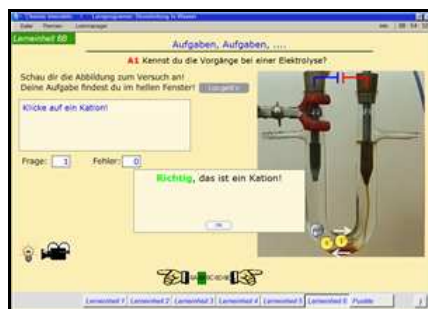 Datei Themen
Lerneinheit 6B
Aufgaben, Aufgaben, ....
A1 Kennst du die Vorgänge bei einer Elektrolyse?
Schau dir die Abbildung zum Versuch an!
Deine Aufgabe findest du im hellen Fenster!
Klicke auf ein Kation!
Frage: 1 Fehler: 0
Richtig, das ist ein Kation!
Lerneinheit 1 Lerneinheit 2 Lerneinheit 3 Lerneinheit 4 Lerneinheit 5 Lerneinheit 6